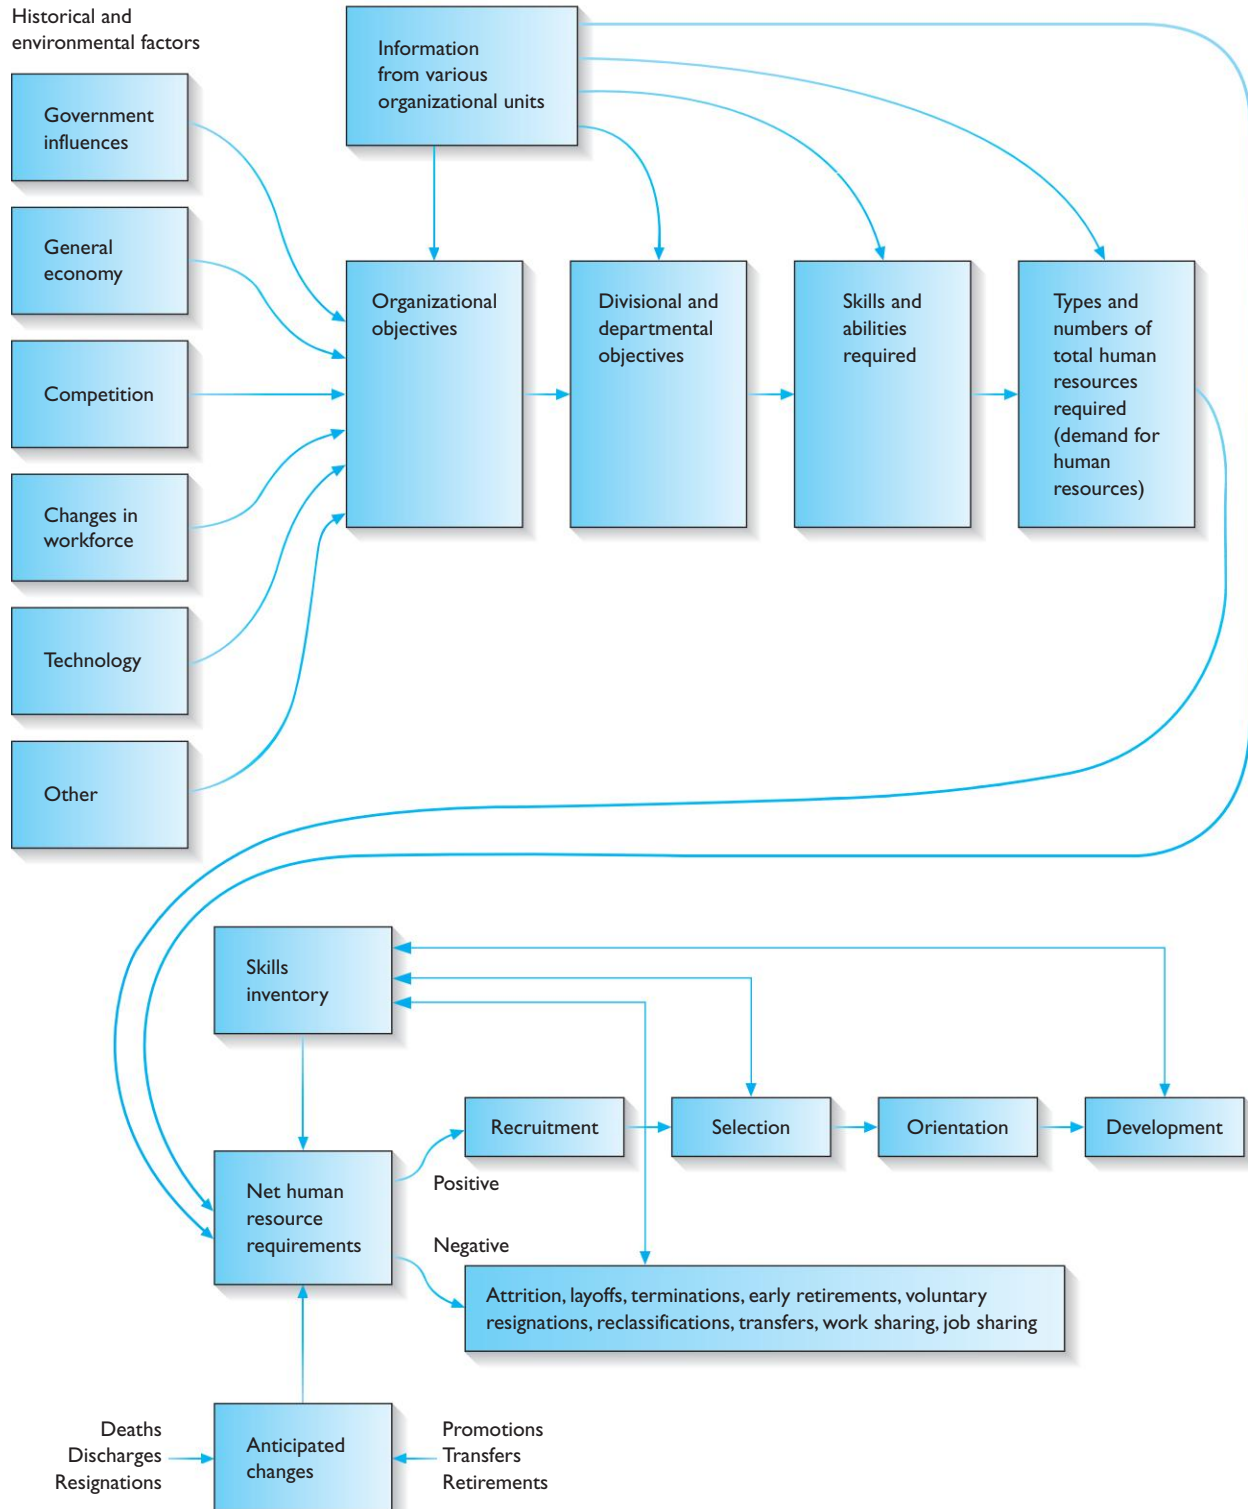 Historical and
environmental factors
Information
from various
organizational units
Government
influences
General
economy
Competition
Changes in
workforce
Technology
Other
Organizational
objectives
Divisional and
departmental
objectives
Skills and
abilities
required
Types and
numbers of
total human
resources
required
(demand for
human
resources)
Skills
inventory
Recruitment
Selection
Orientation
Development
Positive
Net human
resource
requirements
Negative
Attrition, layoffs, terminations, early retirements, voluntary
resignations, reclassifications, transfers, work sharing, job sharing
Deaths
Discharges
Resignations
Anticipated
changes
Promotions
Transfers
Retirements